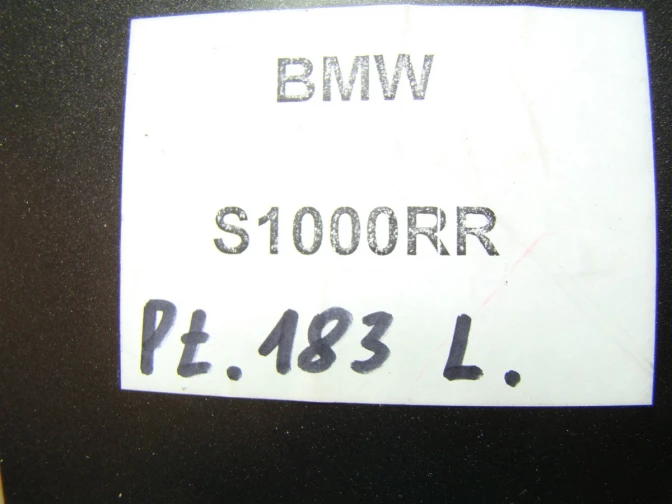 BMW
S1000RR
Pt. 183 L.